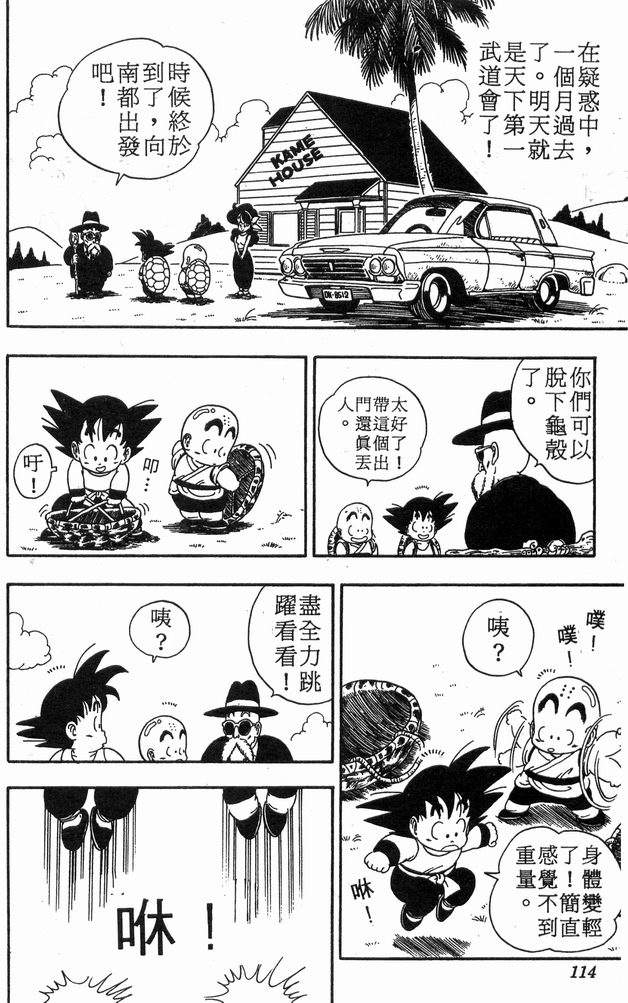 在疑惑中，
一個月過去
了。明天就
是天下第一
武道會了！
時候終於
到了，向
南都出發
吧！
KAME
HOUSE
DK-8512
你們可以
脫下龜殼
了。
太好了！
帶這個出
門還真丟
人。
叩…
吁！
噗！
噗！
咦？
身體變輕
了！簡直
感覺不到
重量。
咻！
盡全力跳
躍看看！
咦？
咻！
114